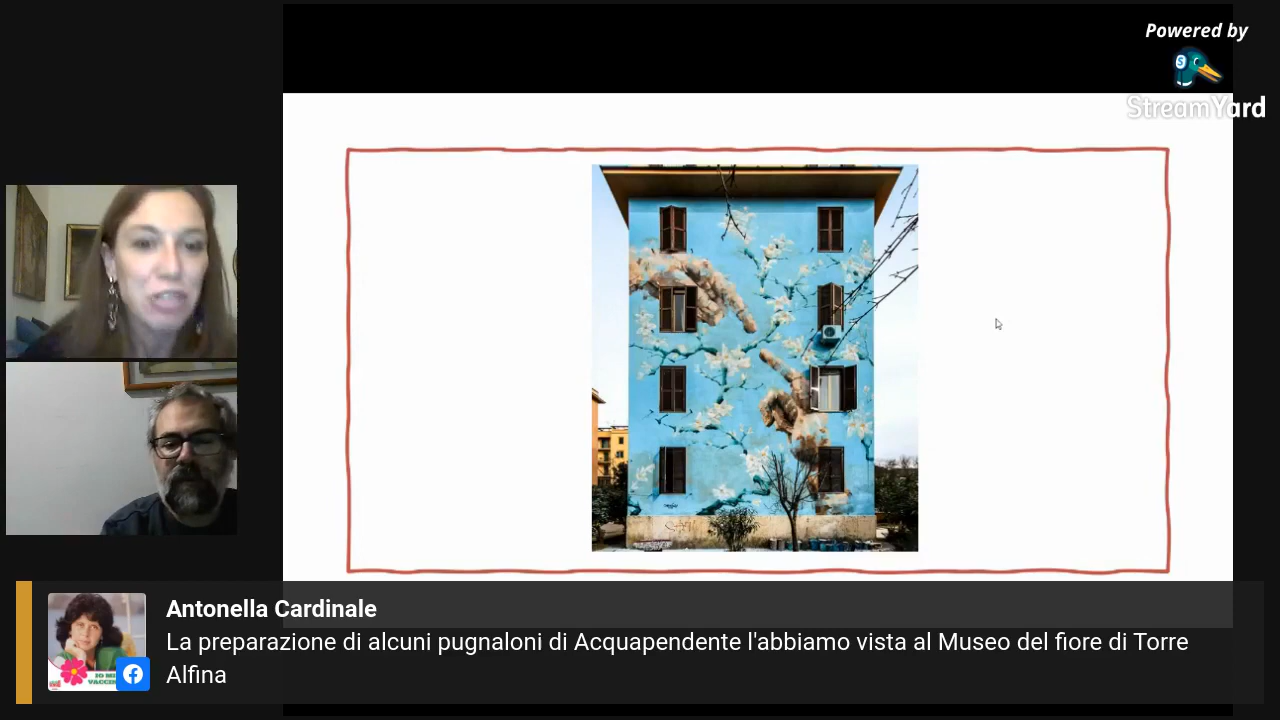 Powered by
StreamYard
Antonella Cardinale
La preparazione di alcuni pugnaloni di Acquapendente l'abbiamo vista al Museo del fiore di Torre
Alfina